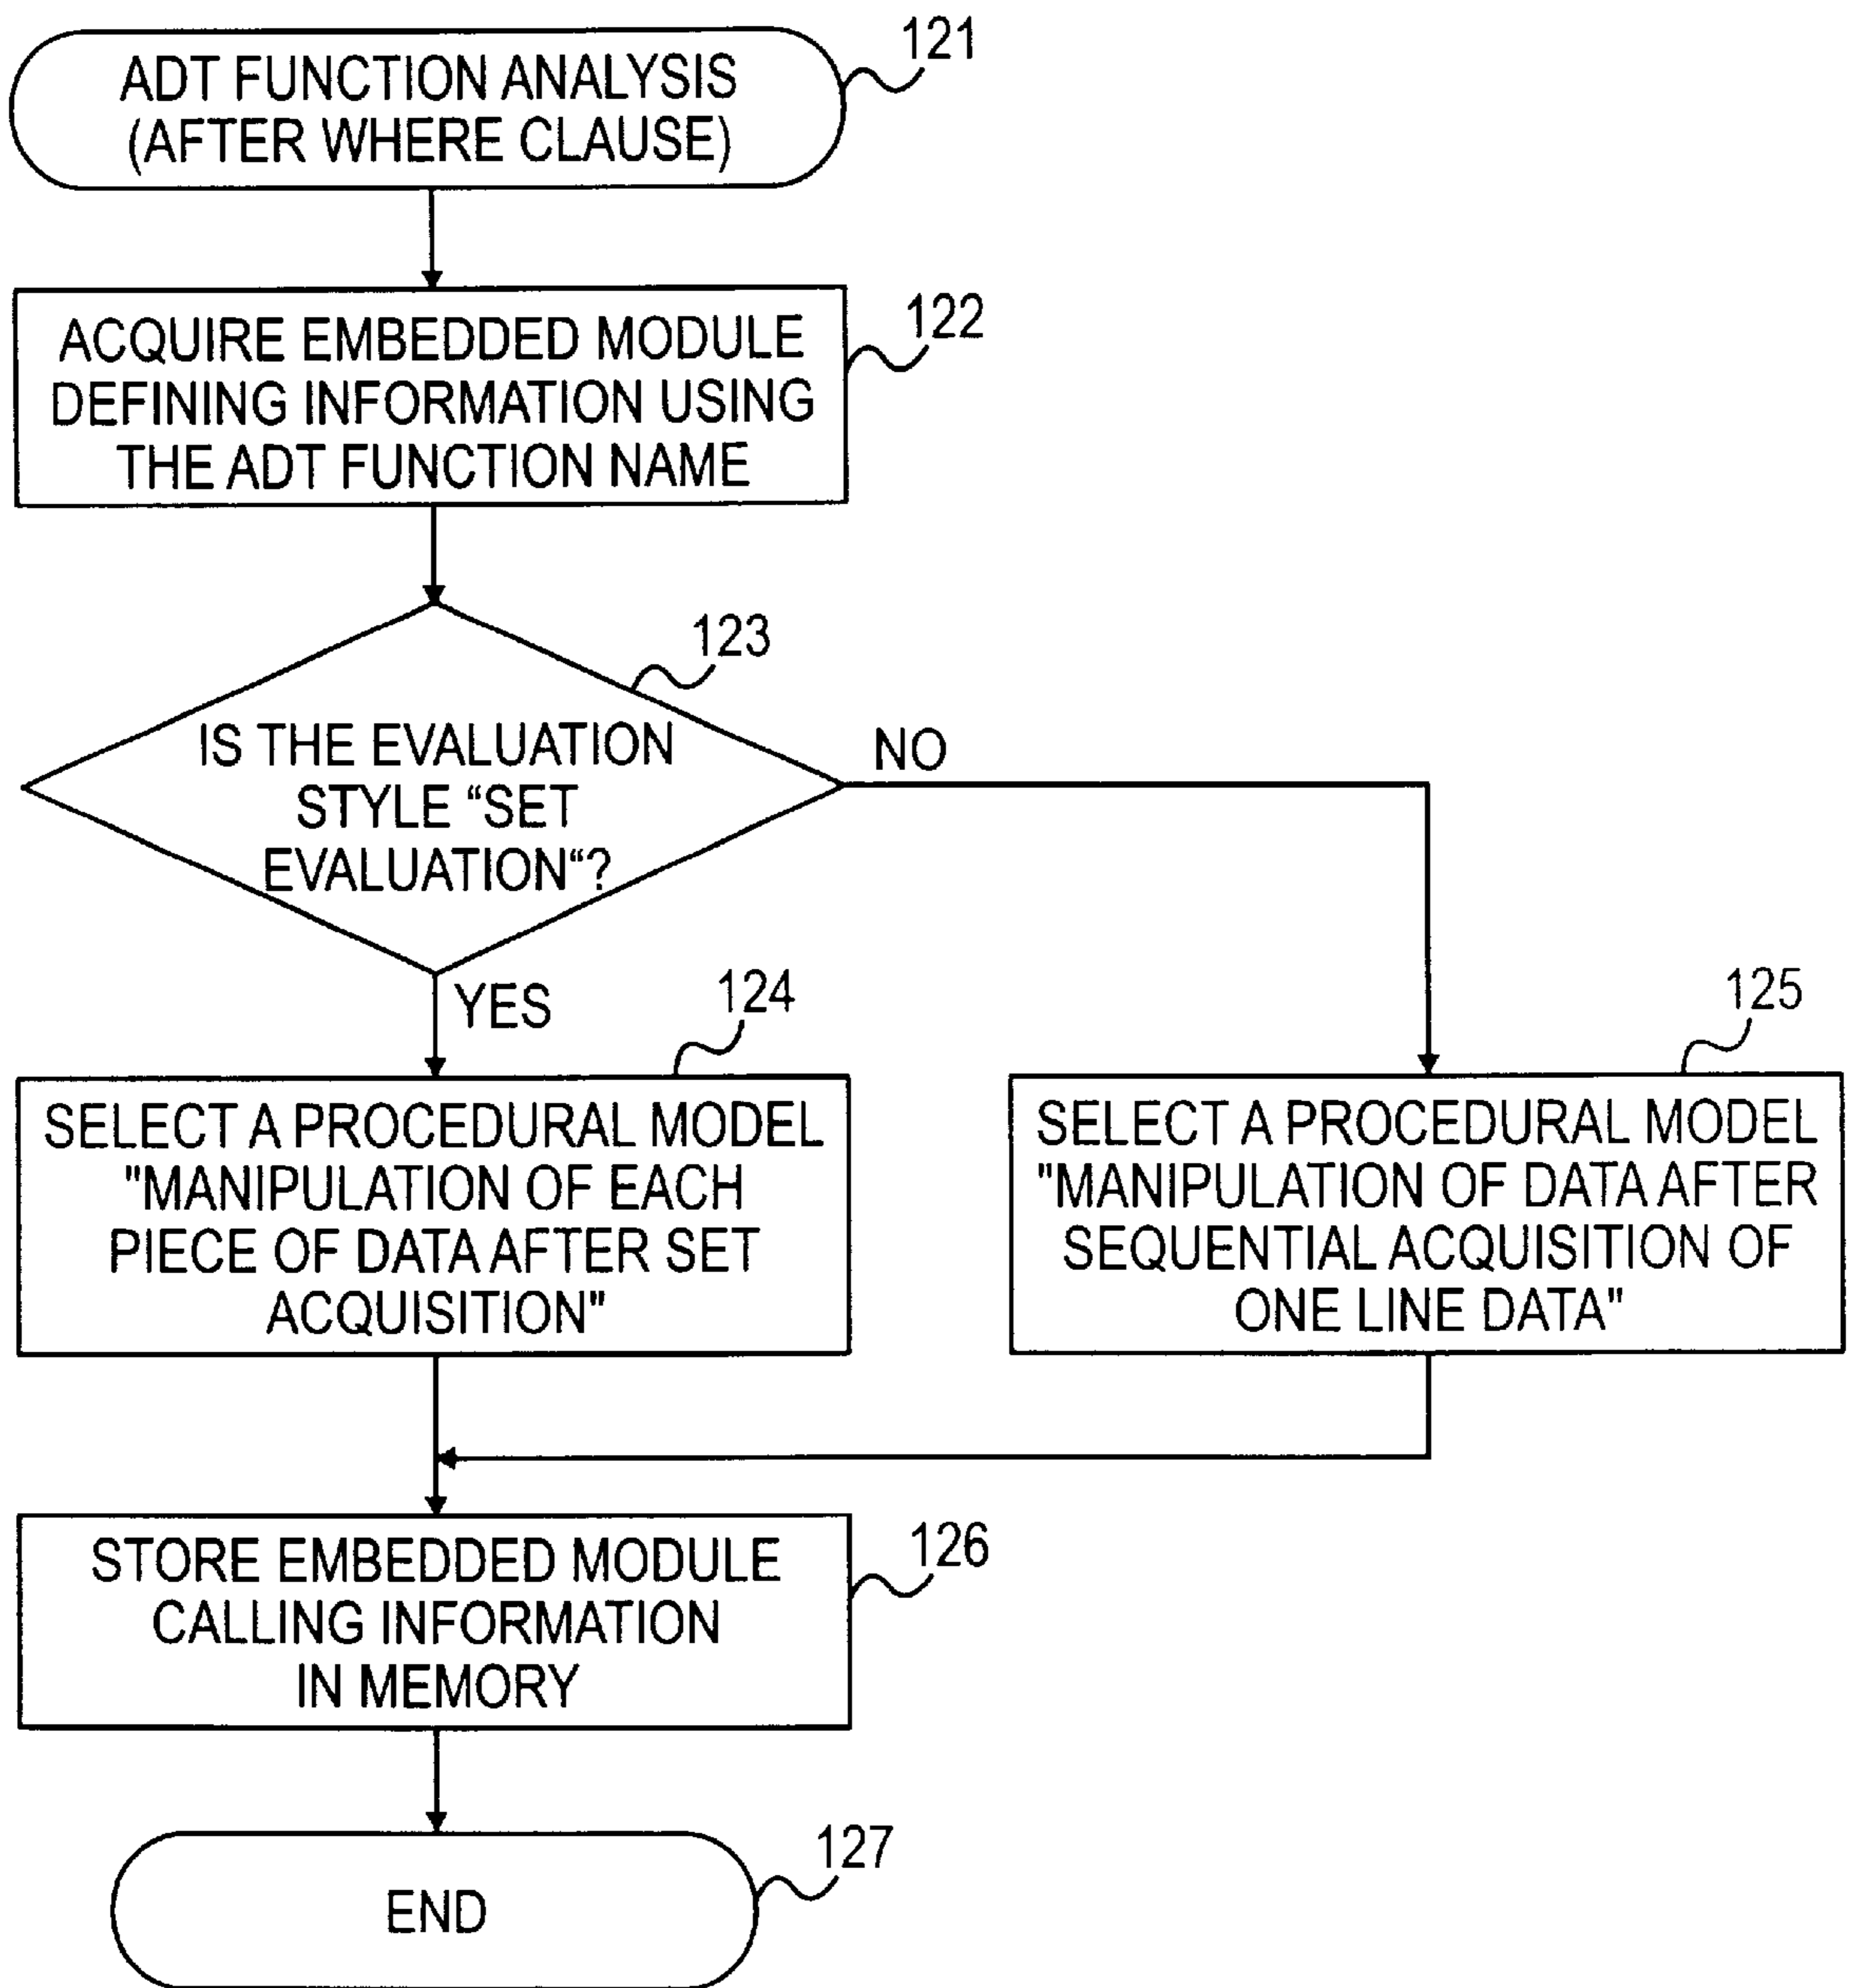 121
ADT FUNCTION ANALYSIS
(AFTER WHERE CLAUSE)
122
ACQUIRE EMBEDDED MODULE
DEFINING INFORMATION USING
THE ADT FUNCTION NAME
123
IS THE EVALUATION
STYLE “SET
EVALUATION“?
NO
YES
124
SELECT A PROCEDURAL MODEL
"MANIPULATION OF EACH
PIECE OF DATA AFTER SET
ACQUISITION"
125
SELECT A PROCEDURAL MODEL
"MANIPULATION OF DATA AFTER
SEQUENTIAL ACQUISITION OF
ONE LINE DATA"
126
STORE EMBEDDED MODULE
CALLING INFORMATION
IN MEMORY
127
END